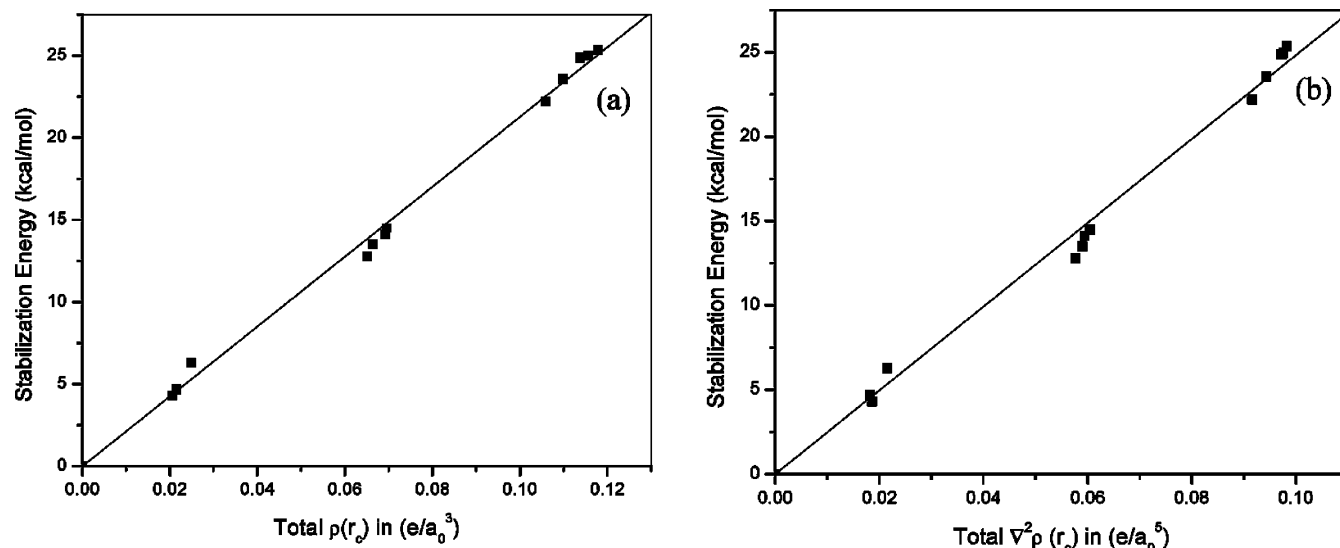 (a)
Stabilization Energy (kcal/mol)
25
20
15
10
5
0
0.00 0.02 0.04 0.06 0.08 0.10 0.12
Total ρ(r_c) in (e/a_0^3)
(b)
Stabilization Energy (kcal/mol)
25
20
15
10
5
0
0.00 0.02 0.04 0.06 0.08 0.10
Total ∇²ρ (r_c) in (e/a_0^5)